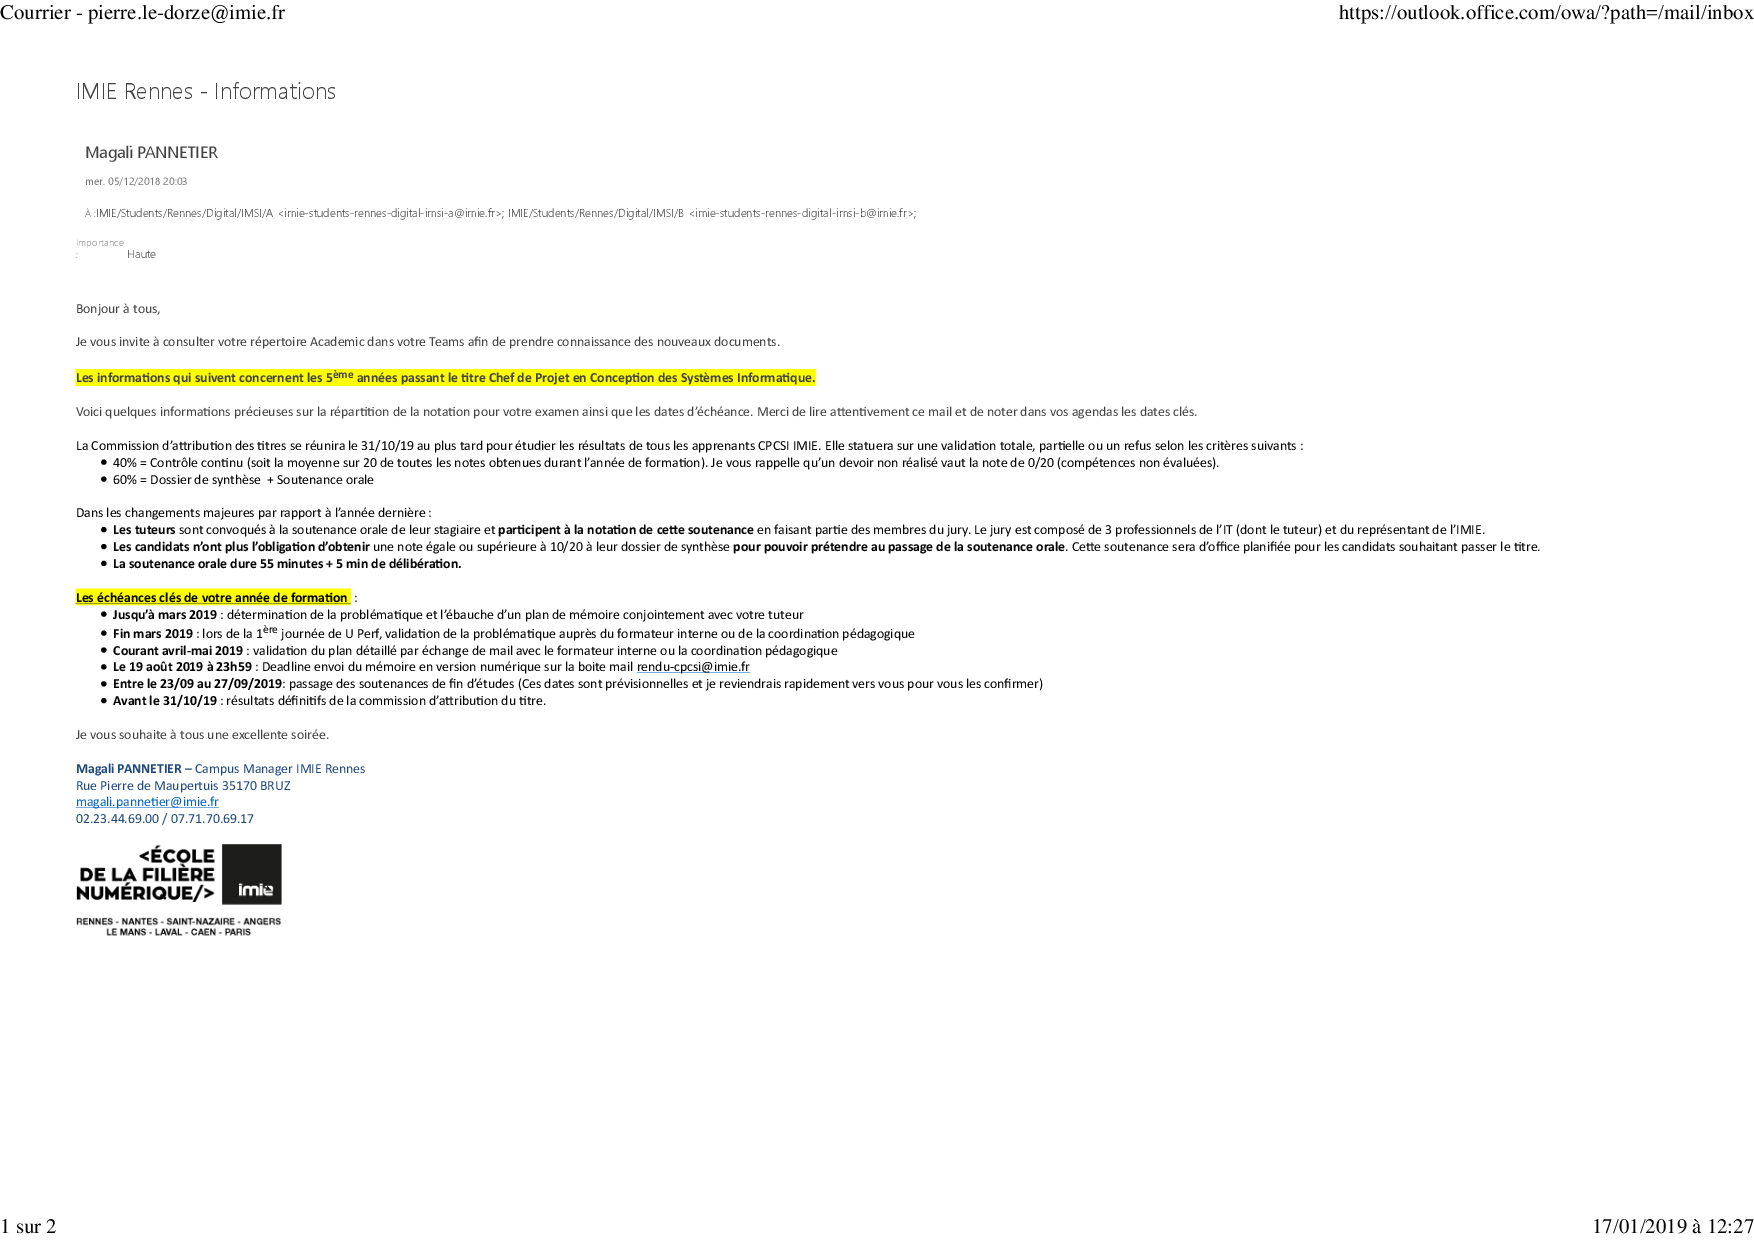 Courrier - pierre.le-dorze@imie.fr
https://outlook.office.com/owa/?path=/mail/inbox
IMIE Rennes - Informations
Magali PANNETIER
mer. 05/12/2018 20:03
À :IMIE/Students/Rennes/Digital/IMSI/A <imie-students-rennes-digital-imsi-a@imie.fr>; IMIE/Students/Rennes/Digital/IMSI/B <imie-students-rennes-digital-imsi-b@imie.fr>;
Importance
: Haute
Bonjour à tous,
Je vous invite à consulter votre répertoire Academic dans votre Teams afin de prendre connaissance des nouveaux documents.
Les informations qui suivent concernent les 5ème années passant le titre Chef de Projet en Conception des Systèmes Informatique.
Voici quelques informations précieuses sur la répartition de la notation pour votre examen ainsi que les dates d'échéance. Merci de lire attentivement ce mail et de noter dans vos agendas les dates clés.
La Commission d'attribution des titres se réunira le 31/10/19 au plus tard pour étudier les résultats de tous les apprenants CPCSI IMIE. Elle statuera sur une validation totale, partielle ou un refus selon les critères suivants :
• 40% = Contrôle continu (soit la moyenne sur 20 de toutes les notes obtenues durant l'année de formation). Je vous rappelle qu'un devoir non réalisé vaut la note de 0/20 (compétences non évaluées).
• 60% = Dossier de synthèse + Soutenance orale
Dans les changements majeures par rapport à l'année dernière :
• Les tuteurs sont convoqués à la soutenance orale de leur stagiaire et participent à la notation de cette soutenance en faisant partie des membres du jury. Le jury est composé de 3 professionnels de l'IT (dont le tuteur) et du représentant de l'IMIE.
• Les candidats n'ont plus l'obligation d'obtenir une note égale ou supérieure à 10/20 à leur dossier de synthèse pour pouvoir prétendre au passage de la soutenance orale. Cette soutenance sera d'office planifiée pour les candidats souhaitant passer le titre.
• La soutenance orale dure 55 minutes + 5 min de délibération.
Les échéances clés de votre année de formation :
• Jusqu'à mars 2019 : détermination de la problématique et l'ébauche d'un plan de mémoire conjointement avec votre tuteur
• Fin mars 2019 : lors de la 1ère journée de U Perf, validation de la problématique auprès du formateur interne ou de la coordination pédagogique
• Courant avril-mai 2019 : validation du plan détaillé par échange de mail avec le formateur interne ou la coordination pédagogique
• Le 19 août 2019 à 23h59 : Deadline envoi du mémoire en version numérique sur la boite mail rendu-cpcsi@imie.fr
• Entre le 23/09 au 27/09/2019: passage des soutenances de fin d'études (Ces dates sont prévisionnelles et je reviendrais rapidement vers vous pour vous les confirmer)
• Avant le 31/10/19 : résultats définitifs de la commission d'attribution du titre.
Je vous souhaite à tous une excellente soirée.
Magali PANNETIER – Campus Manager IMIE Rennes
Rue Pierre de Maupertuis 35170 BRUZ
magali.pannetier@imie.fr
02.23.44.69.00 / 07.71.70.69.17
<ÉCOLE
DE LA FILIÈRE
NUMÉRIQUE/>
imie
RENNES - NANTES - SAINT-NAZAIRE - ANGERS
LE MANS - LAVAL - CAEN - PARIS
1 sur 2
17/01/2019 à 12:27